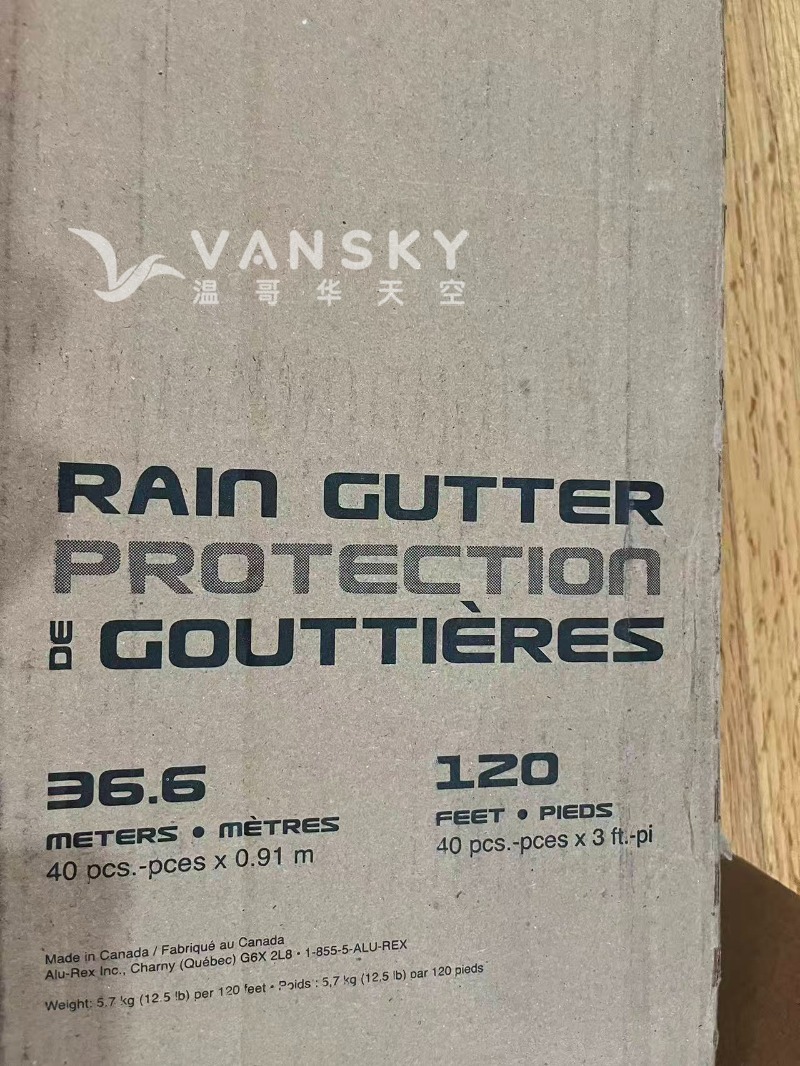 VANSKY
温哥华天空
RAIN GUTTER
PROTECTION
DE GOUTTIÈRES
36.6
METERS • MÈTRES
40 pcs.-pces x 0.91 m
120
FEET • PIEDS
40 pcs.-pces x 3 ft.-pi
Made in Canada / Fabriqué au Canada
Alu-Rex Inc., Charny (Québec) G6X 2L8 • 1-855-5-ALU-REX
Weight: 5,7 kg (12.5 lb) per 120 feet • Poids : 5,7 kg (12,5 lb) par 120 pieds